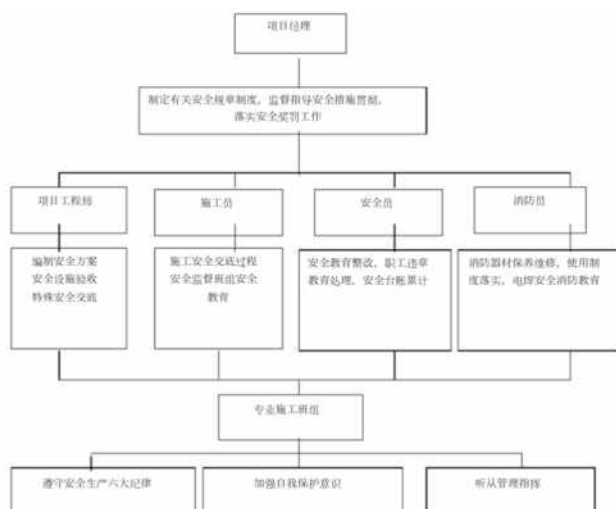 项目经理
制定有关安全规章制度，监督指导安全措施贯彻，
落实安全奖罚工作
项目工程师
施工员
安全员
消防员
编制安全方案
安全设施验收
特殊安全交底
施工安全交底过程
安全监督班组安全
教育
安全教育整改，职工违章
教育处理，安全台账累计
消防器材保养维修，使用制
度落实，电焊安全消防教育
专业施工班组
遵守安全生产六大纪律
加强自我保护意识
听从管理指挥